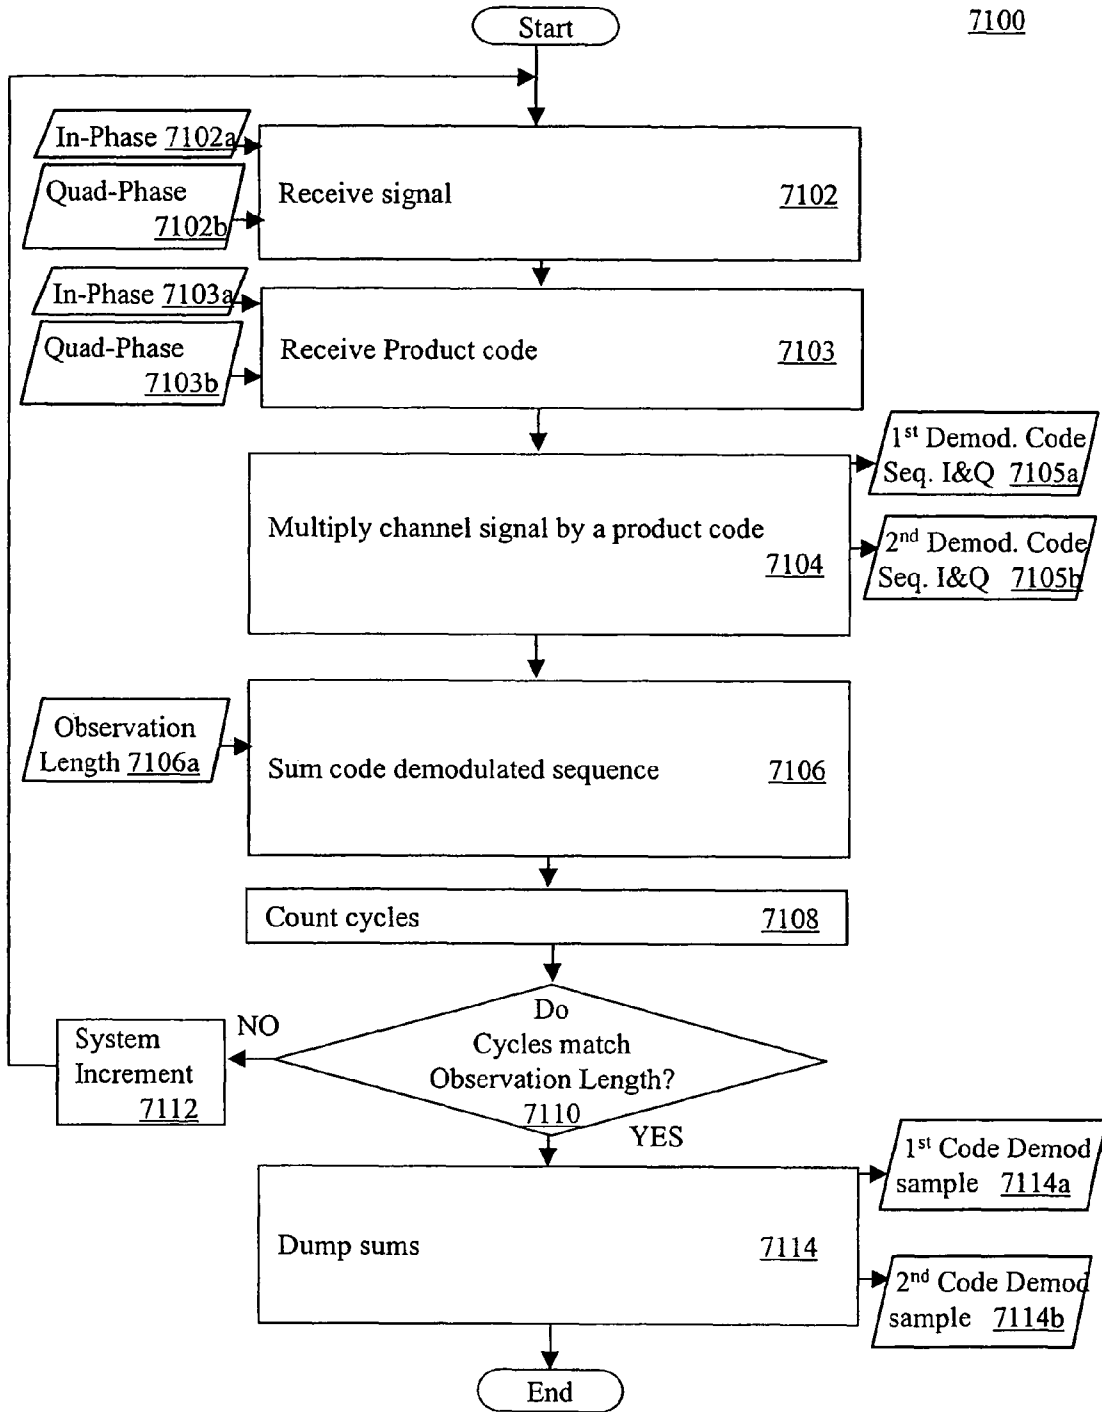 Start
7100
In-Phase 7102a
Quad-Phase
7102b
Receive signal 7102
In-Phase 7103a
Quad-Phase
7103b
Receive Product code 7103
1st Demod. Code
Seq. I&Q 7105a
Multiply channel signal by a product code
7104
2nd Demod. Code
Seq. I&Q 7105b
Observation
Length 7106a
Sum code demodulated sequence 7106
Count cycles 7108
Do
Cycles match
Observation Length?
7110
NO
System
Increment
7112
YES
1st Code Demod
sample 7114a
Dump sums 7114
2nd Code Demod
sample 7114b
End